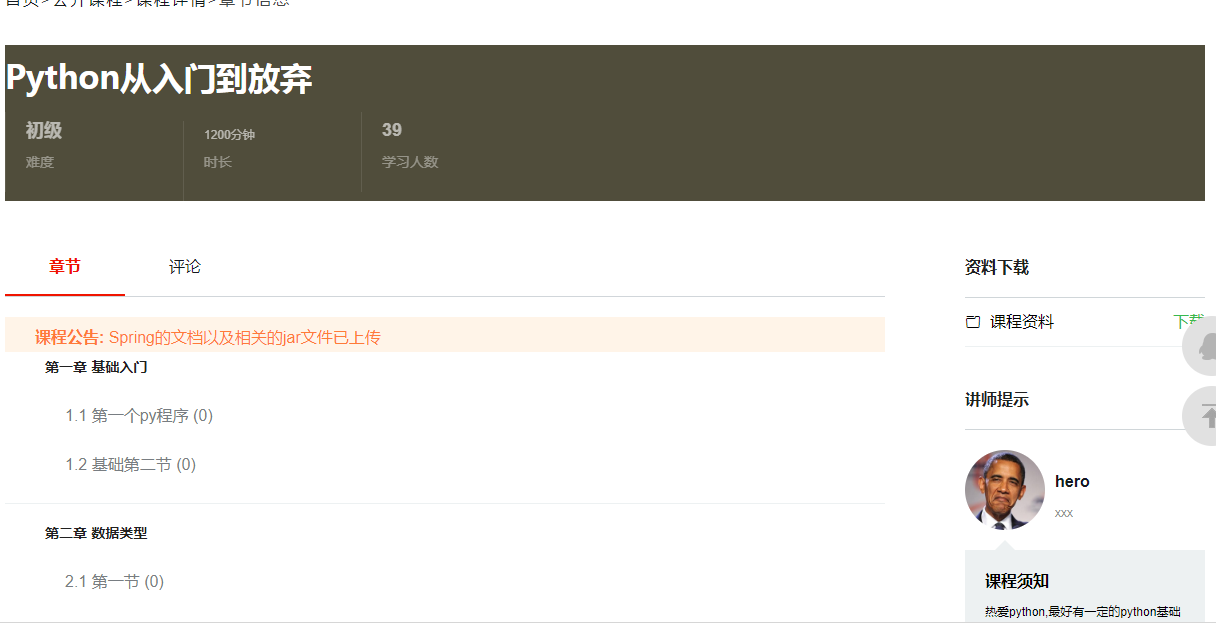 首页>公开课程>课程详情>章节信息
Python从入门到放弃
初级
难度
1200分钟
时长
39
学习人数
章节
评论
课程公告: Spring的文档以及相关的jar文件已上传
第一章 基础入门
1.1 第一个py程序 (0)
1.2 基础第二节 (0)
第二章 数据类型
2.1 第一节 (0)
资料下载
课程资料
下载
讲师提示
hero
xxx
课程须知
热爱python,最好有一定的python基础